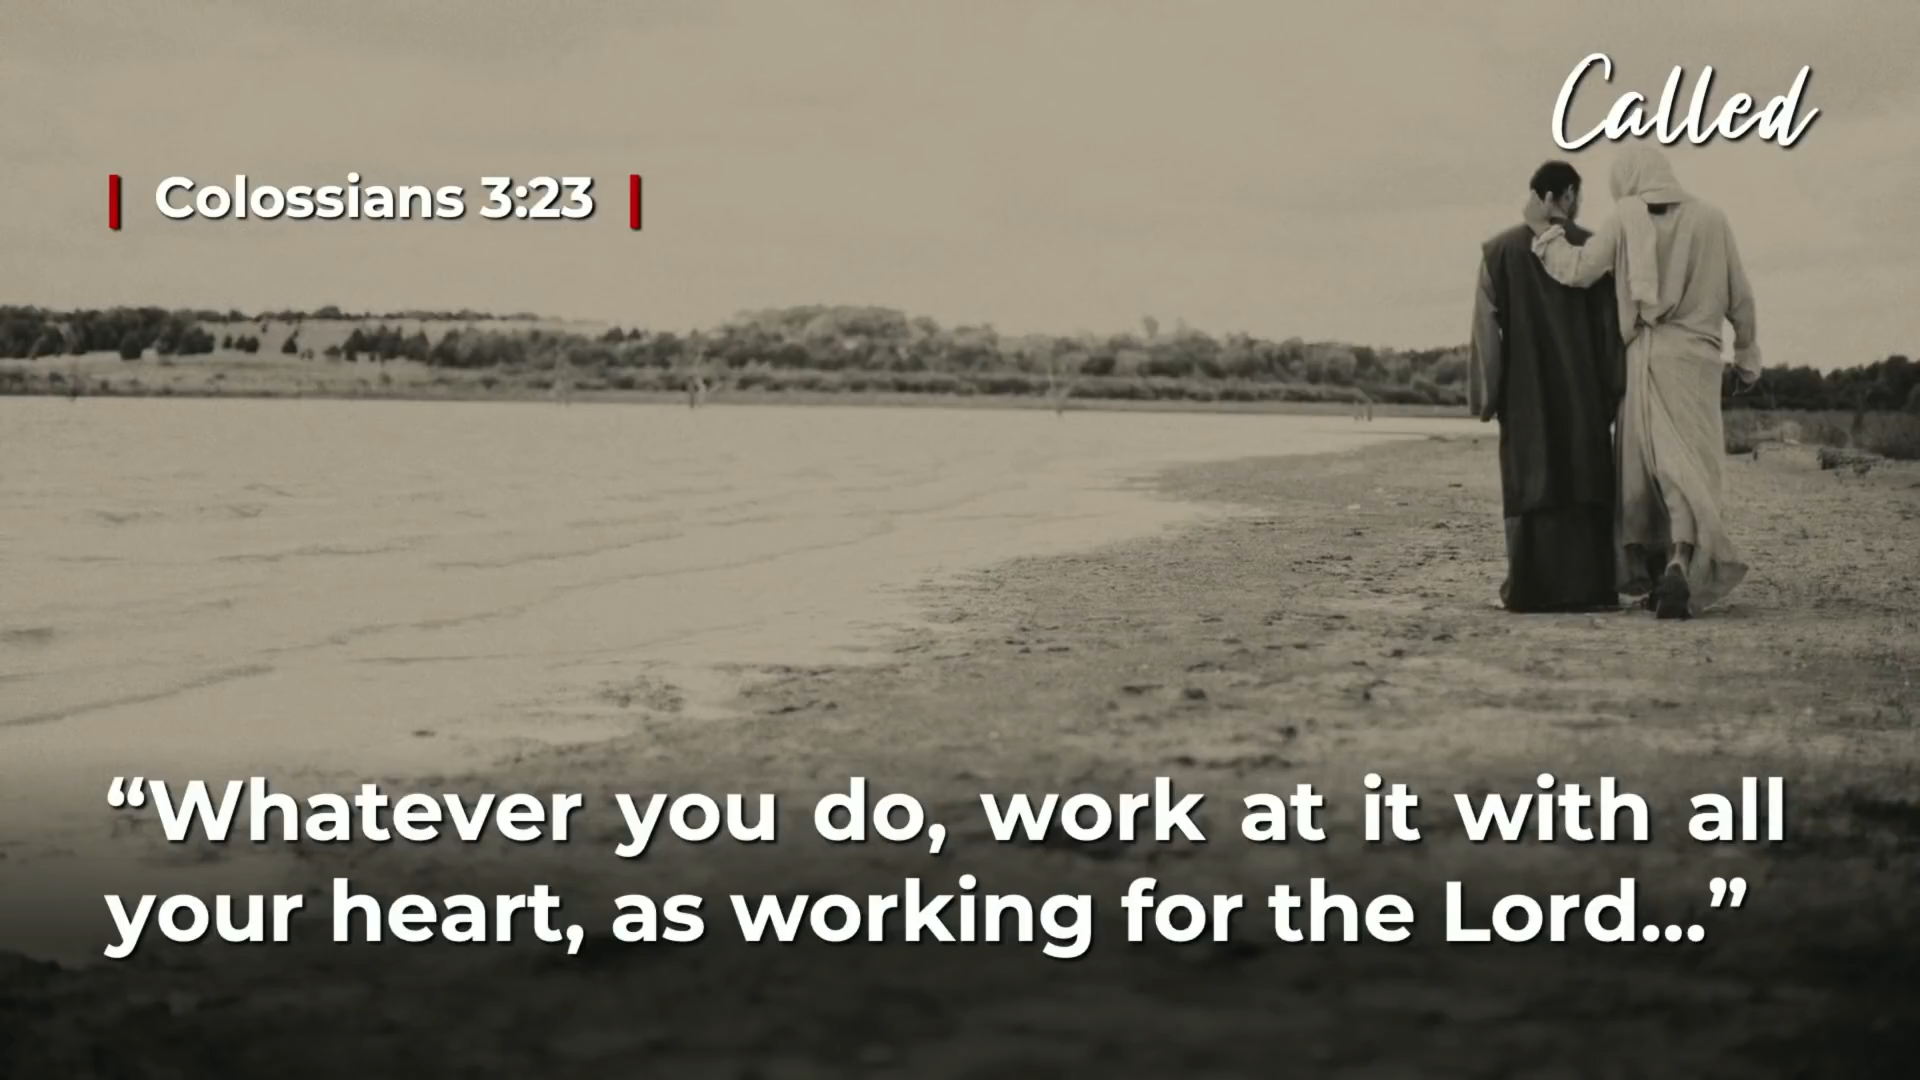 Called
| Colossians 3:23 |
“Whatever you do, work at it with all
your heart, as working for the Lord...”